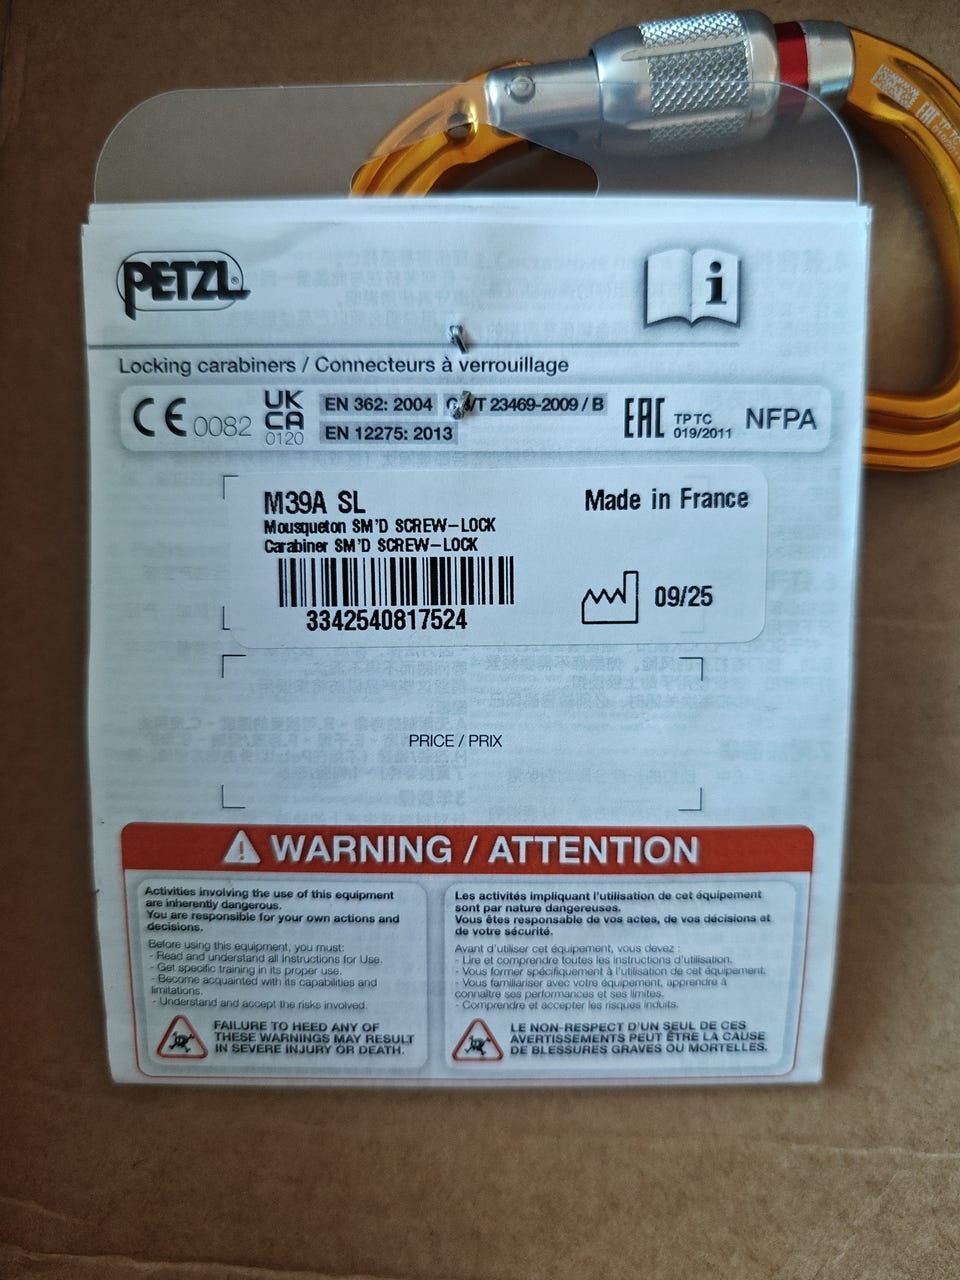 PETZL®
i
Locking carabiners / Connecteurs à verrouillage
CE 0082
UK
CA
0120
EN 362: 2004
/T 23469-2009 / B
EN 12275: 2013
EAC TP TC
019/2011
NFPA
M39A SL
Made in France
Mousqueton SM'D SCREW-LOCK
Carabiner SM'D SCREW-LOCK
3342540817524
09/25
PRICE / PRIX
WARNING / ATTENTION
Activities involving the use of this equipment
are inherently dangerous.
You are responsible for your own actions and
decisions.
Before using this equipment, you must:
- Read and understand all Instructions for Use.
- Get specific training in its proper use.
- Become acquainted with its capabilities and
limitations.
- Understand and accept the risks involved.
FAILURE TO HEED ANY OF
THESE WARNINGS MAY RESULT
IN SEVERE INJURY OR DEATH.
Les activités impliquant l'utilisation de cet équipement
sont par nature dangereuses.
Vous êtes responsable de vos actes, de vos décisions et
de votre sécurité.
Avant d'utiliser cet équipement, vous devez :
- Lire et comprendre toutes les instructions d'utilisation.
- Vous former spécifiquement à l'utilisation de cet équipement.
- Vous familiariser avec votre équipement, apprendre à
connaître ses performances et ses limites.
- Comprendre et accepter les risques induits.
LE NON-RESPECT D'UN SEUL DE CES
AVERTISSEMENTS PEUT ÊTRE LA CAUSE
DE BLESSURES GRAVES OU MORTELLES.
EAC TP TC